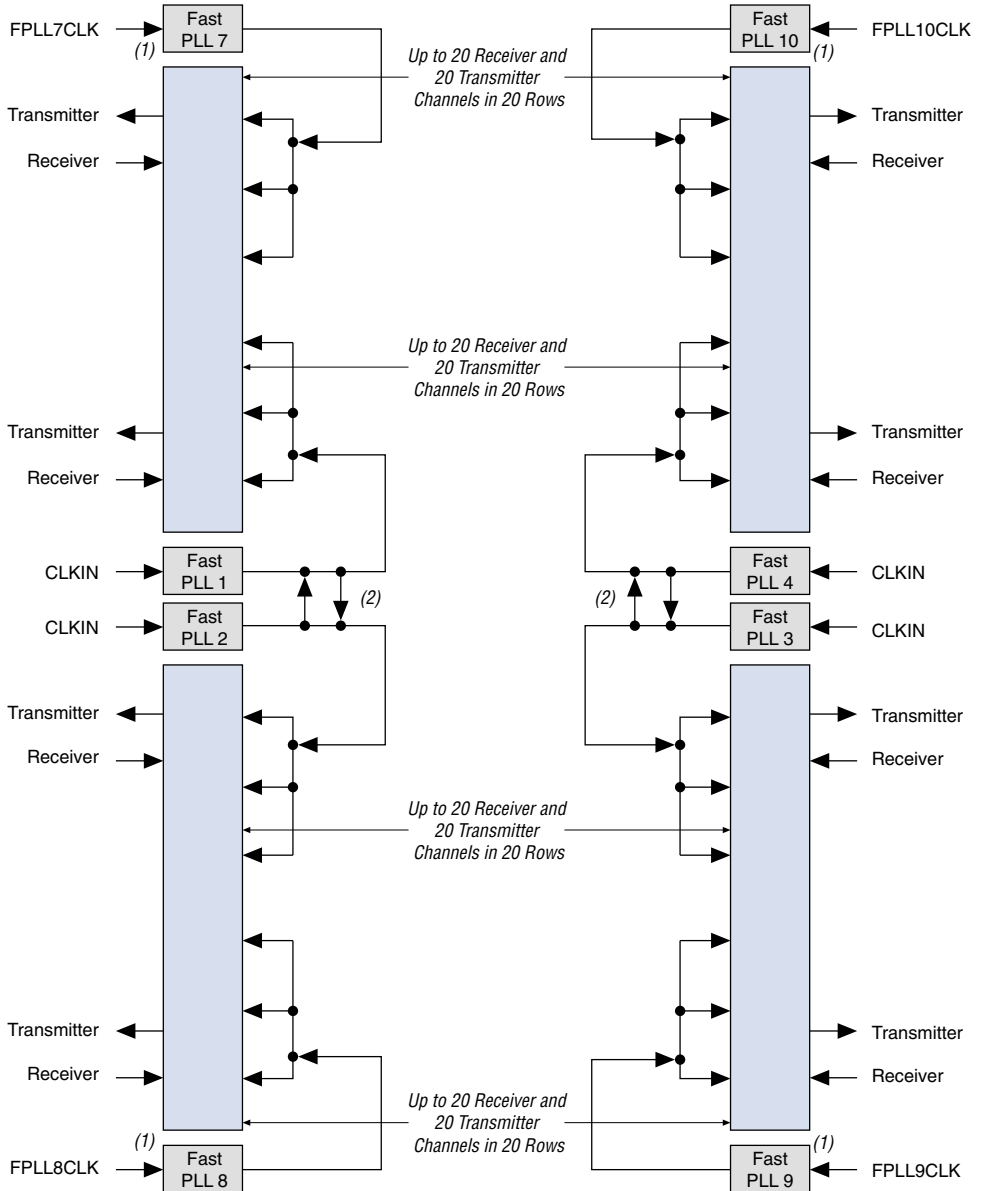 FPLL7CLK
(1)
Fast
PLL 7
Fast
PLL 10
(1)
FPLL10CLK
Up to 20 Receiver and
20 Transmitter
Channels in 20 Rows
Transmitter
Transmitter
Receiver
Receiver
Up to 20 Receiver and
20 Transmitter
Channels in 20 Rows
Transmitter
Transmitter
Receiver
Receiver
CLKIN
Fast
PLL 1
Fast
PLL 4
CLKIN
(2)
(2)
CLKIN
Fast
PLL 2
Fast
PLL 3
CLKIN
Transmitter
Transmitter
Receiver
Receiver
Up to 20 Receiver and
20 Transmitter
Channels in 20 Rows
Transmitter
Transmitter
Receiver
Receiver
Up to 20 Receiver and
20 Transmitter
Channels in 20 Rows
(1)
(1)
FPLL8CLK
Fast
PLL 8
Fast
PLL 9
FPLL9CLK